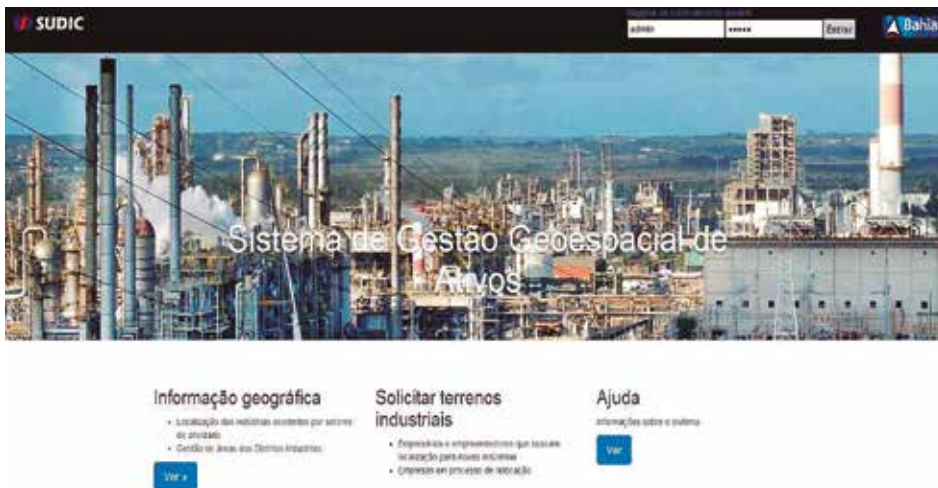 SUDIC
admin
Entrar
Bahia
Sistema de Gestão Geoespacial de
Ativos
Informação geográfica
• Localização das indústrias existentes por setores
de atividade
• Gestão de áreas dos Distritos Industriais
Ver »
Solicitar terrenos
industriais
• Empresários e empreendedores que buscam
localização para novas indústrias
• Empresas em processo de relocação
Ajuda
Informações sobre o sistema
Ver